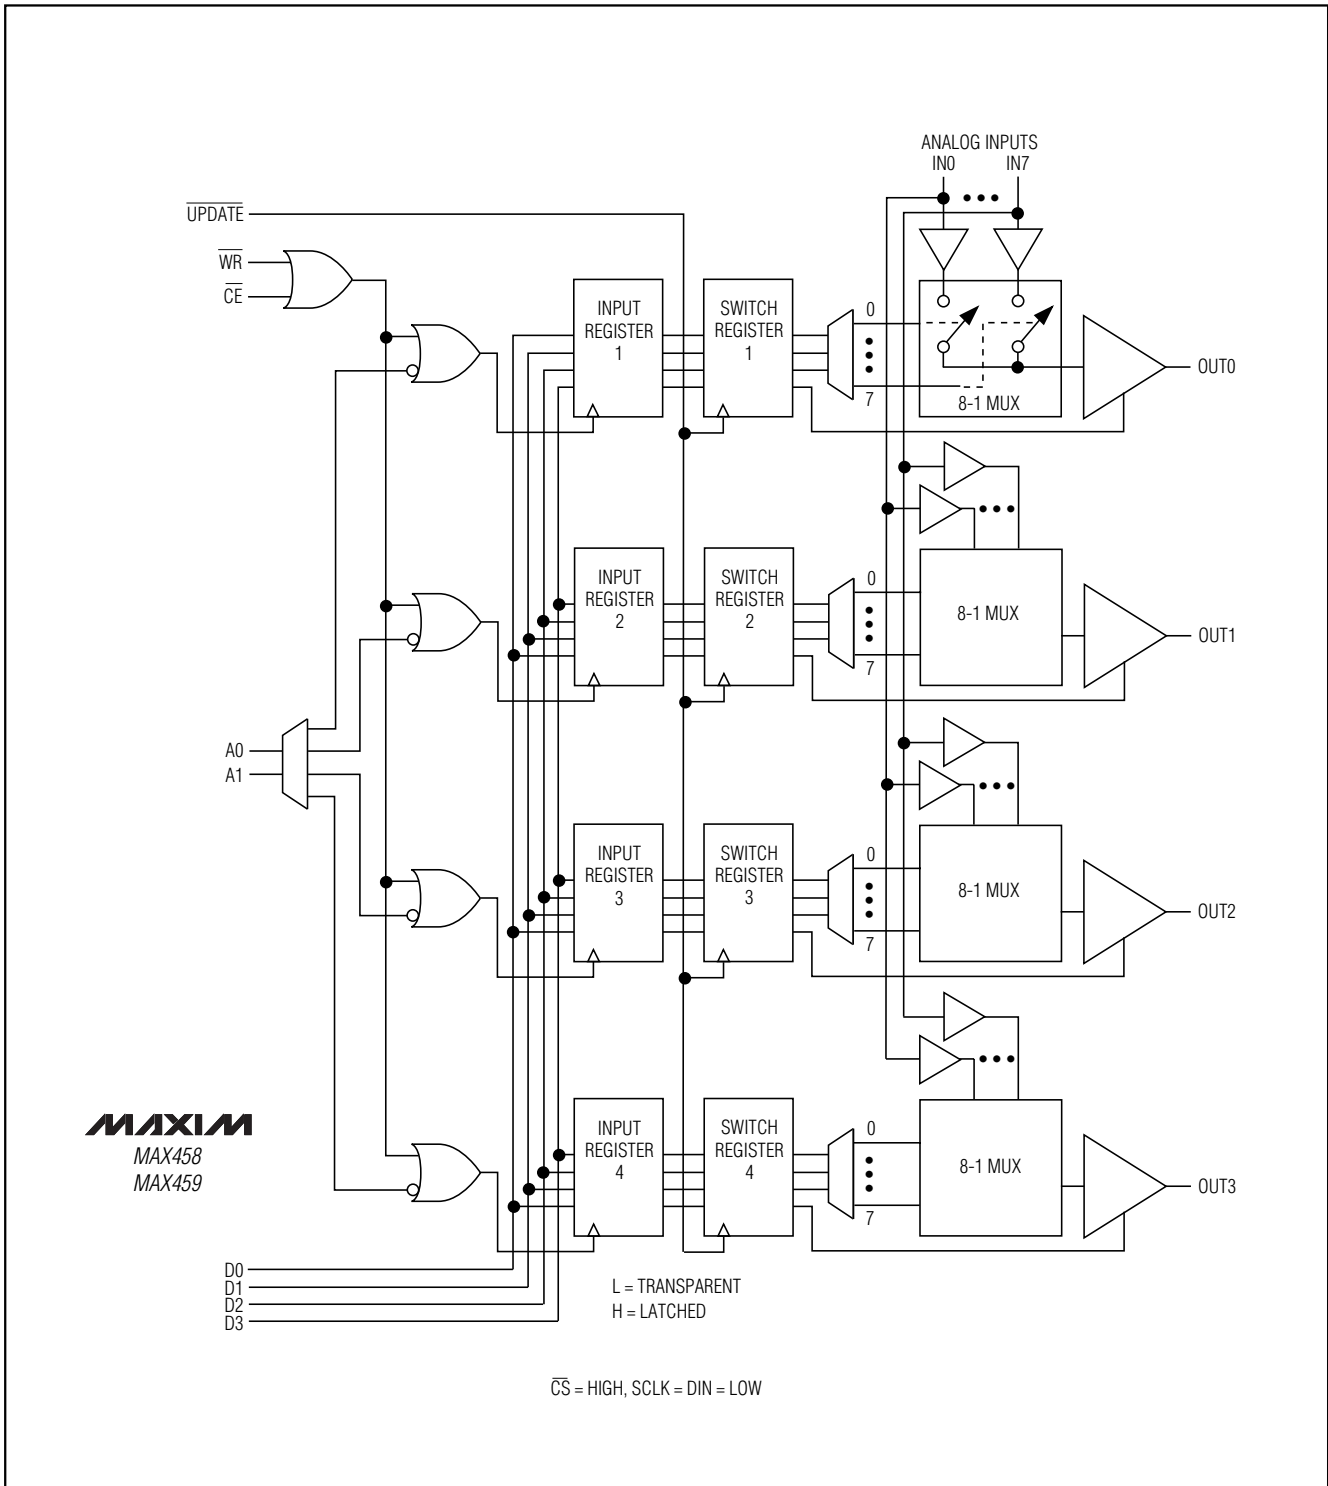 ANALOG INPUTS
IN0 IN7
UPDATE
WR
CE
INPUT REGISTER 1
SWITCH REGISTER 1
0
7
8-1 MUX
OUT0
INPUT REGISTER 2
SWITCH REGISTER 2
0
7
8-1 MUX
OUT1
A0
A1
INPUT REGISTER 3
SWITCH REGISTER 3
0
7
8-1 MUX
OUT2
MAXIM
MAX458
MAX459
INPUT REGISTER 4
SWITCH REGISTER 4
0
7
8-1 MUX
OUT3
D0
D1
D2
D3
L = TRANSPARENT
H = LATCHED
CS = HIGH, SCLK = DIN = LOW